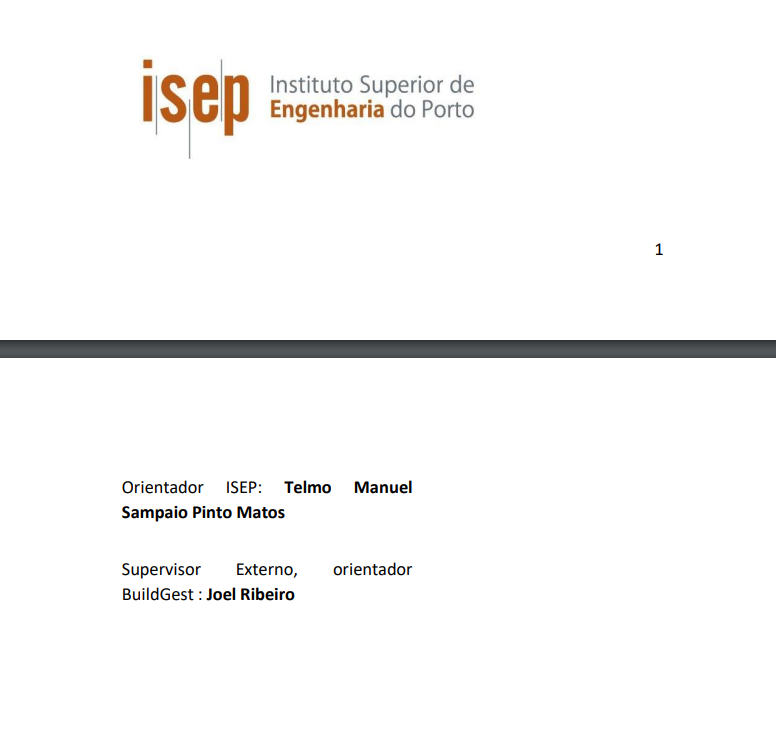 isep
Instituto Superior de
Engenharia do Porto
1
Orientador ISEP: Telmo Manuel
Sampaio Pinto Matos
Supervisor Externo, orientador
BuildGest : Joel Ribeiro